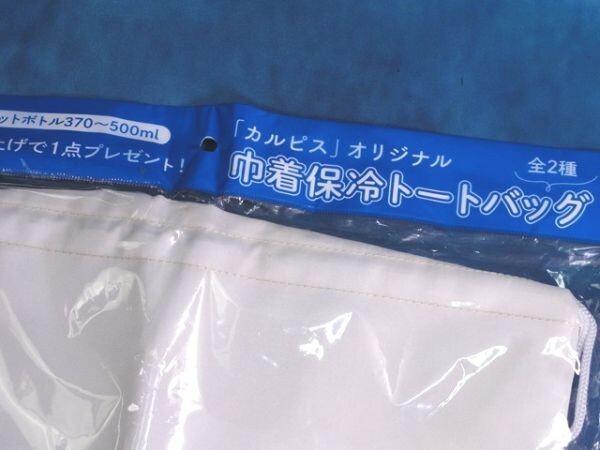 ットボトル370～500ml
上げで1点プレゼント!
「カルピス」オリジナル
全2種
巾着保冷トートバッグ